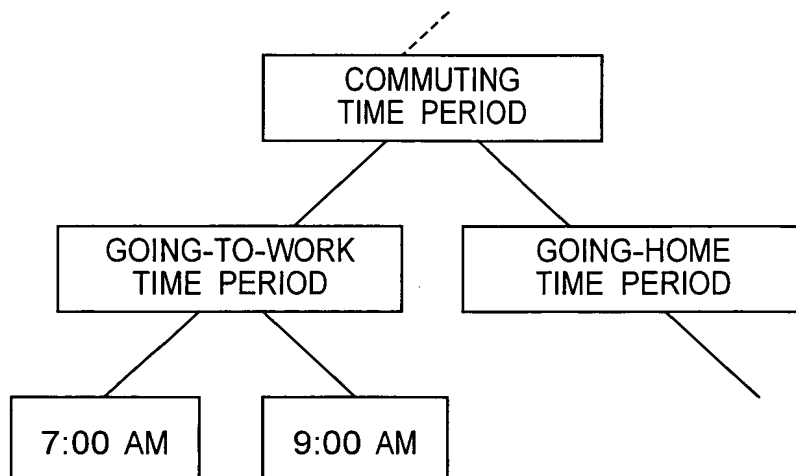 COMMUTING
TIME PERIOD
GOING-TO-WORK
TIME PERIOD
GOING-HOME
TIME PERIOD
7:00 AM
9:00 AM